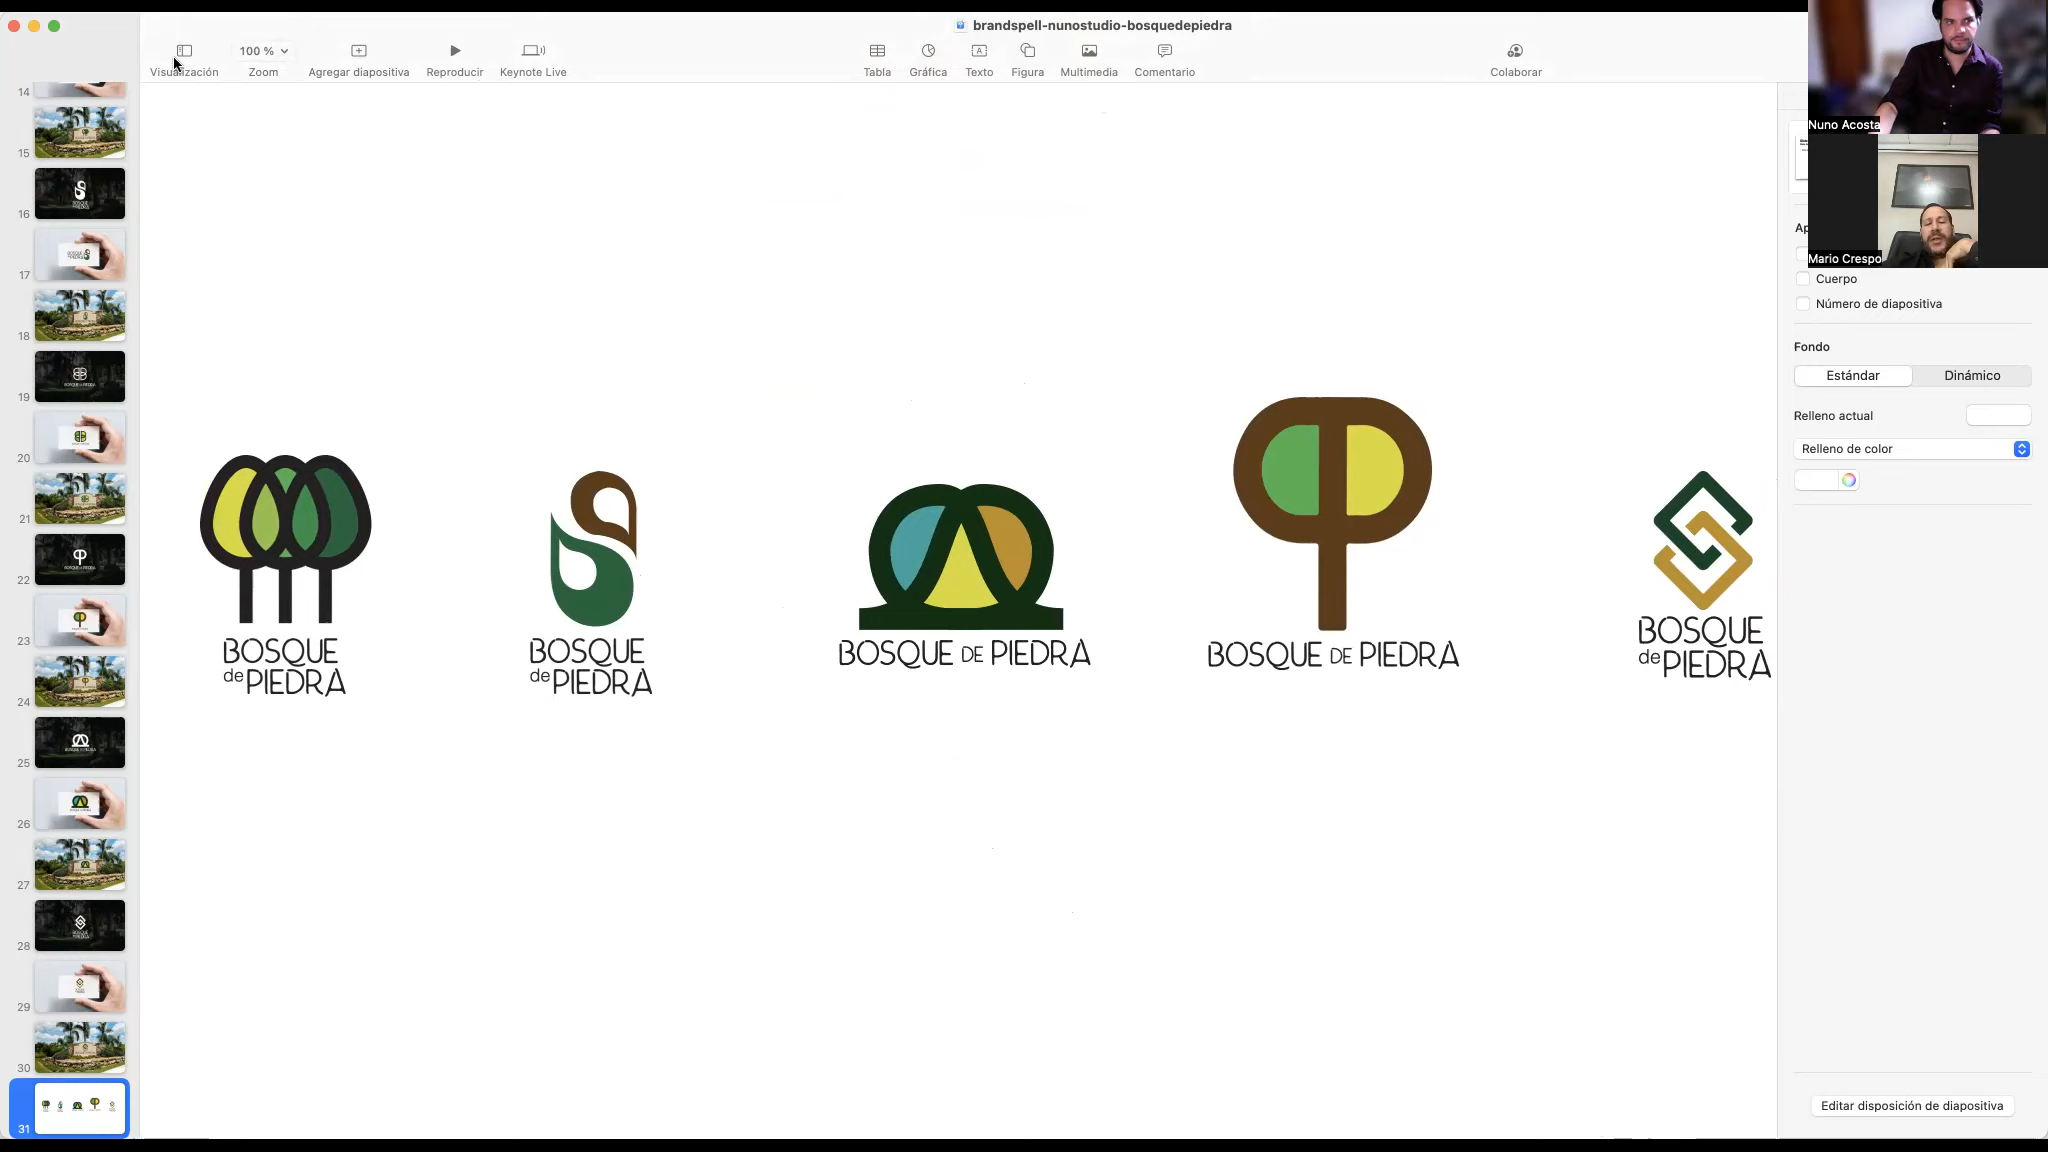 brandspell-nunostudio-bosquedepiedra
100 %
Visualización
Zoom
Agregar diapositiva
Reproducir
Keynote Live
Tabla
Gráfica
Texto
Figura
Multimedia
Comentario
Colaborar
Nuno Acosta
Mario Crespo
14
15
16
17
18
19
20
21
22
23
24
25
26
27
28
29
30
31
BOSQUE
de PIEDRA
BOSQUE
de PIEDRA
BOSQUE DE PIEDRA
BOSQUE DE PIEDRA
BOSQUE
de PIEDRA
Cuerpo
Número de diapositiva
Fondo
Estándar
Dinámico
Relleno actual
Relleno de color
Editar disposición de diapositiva